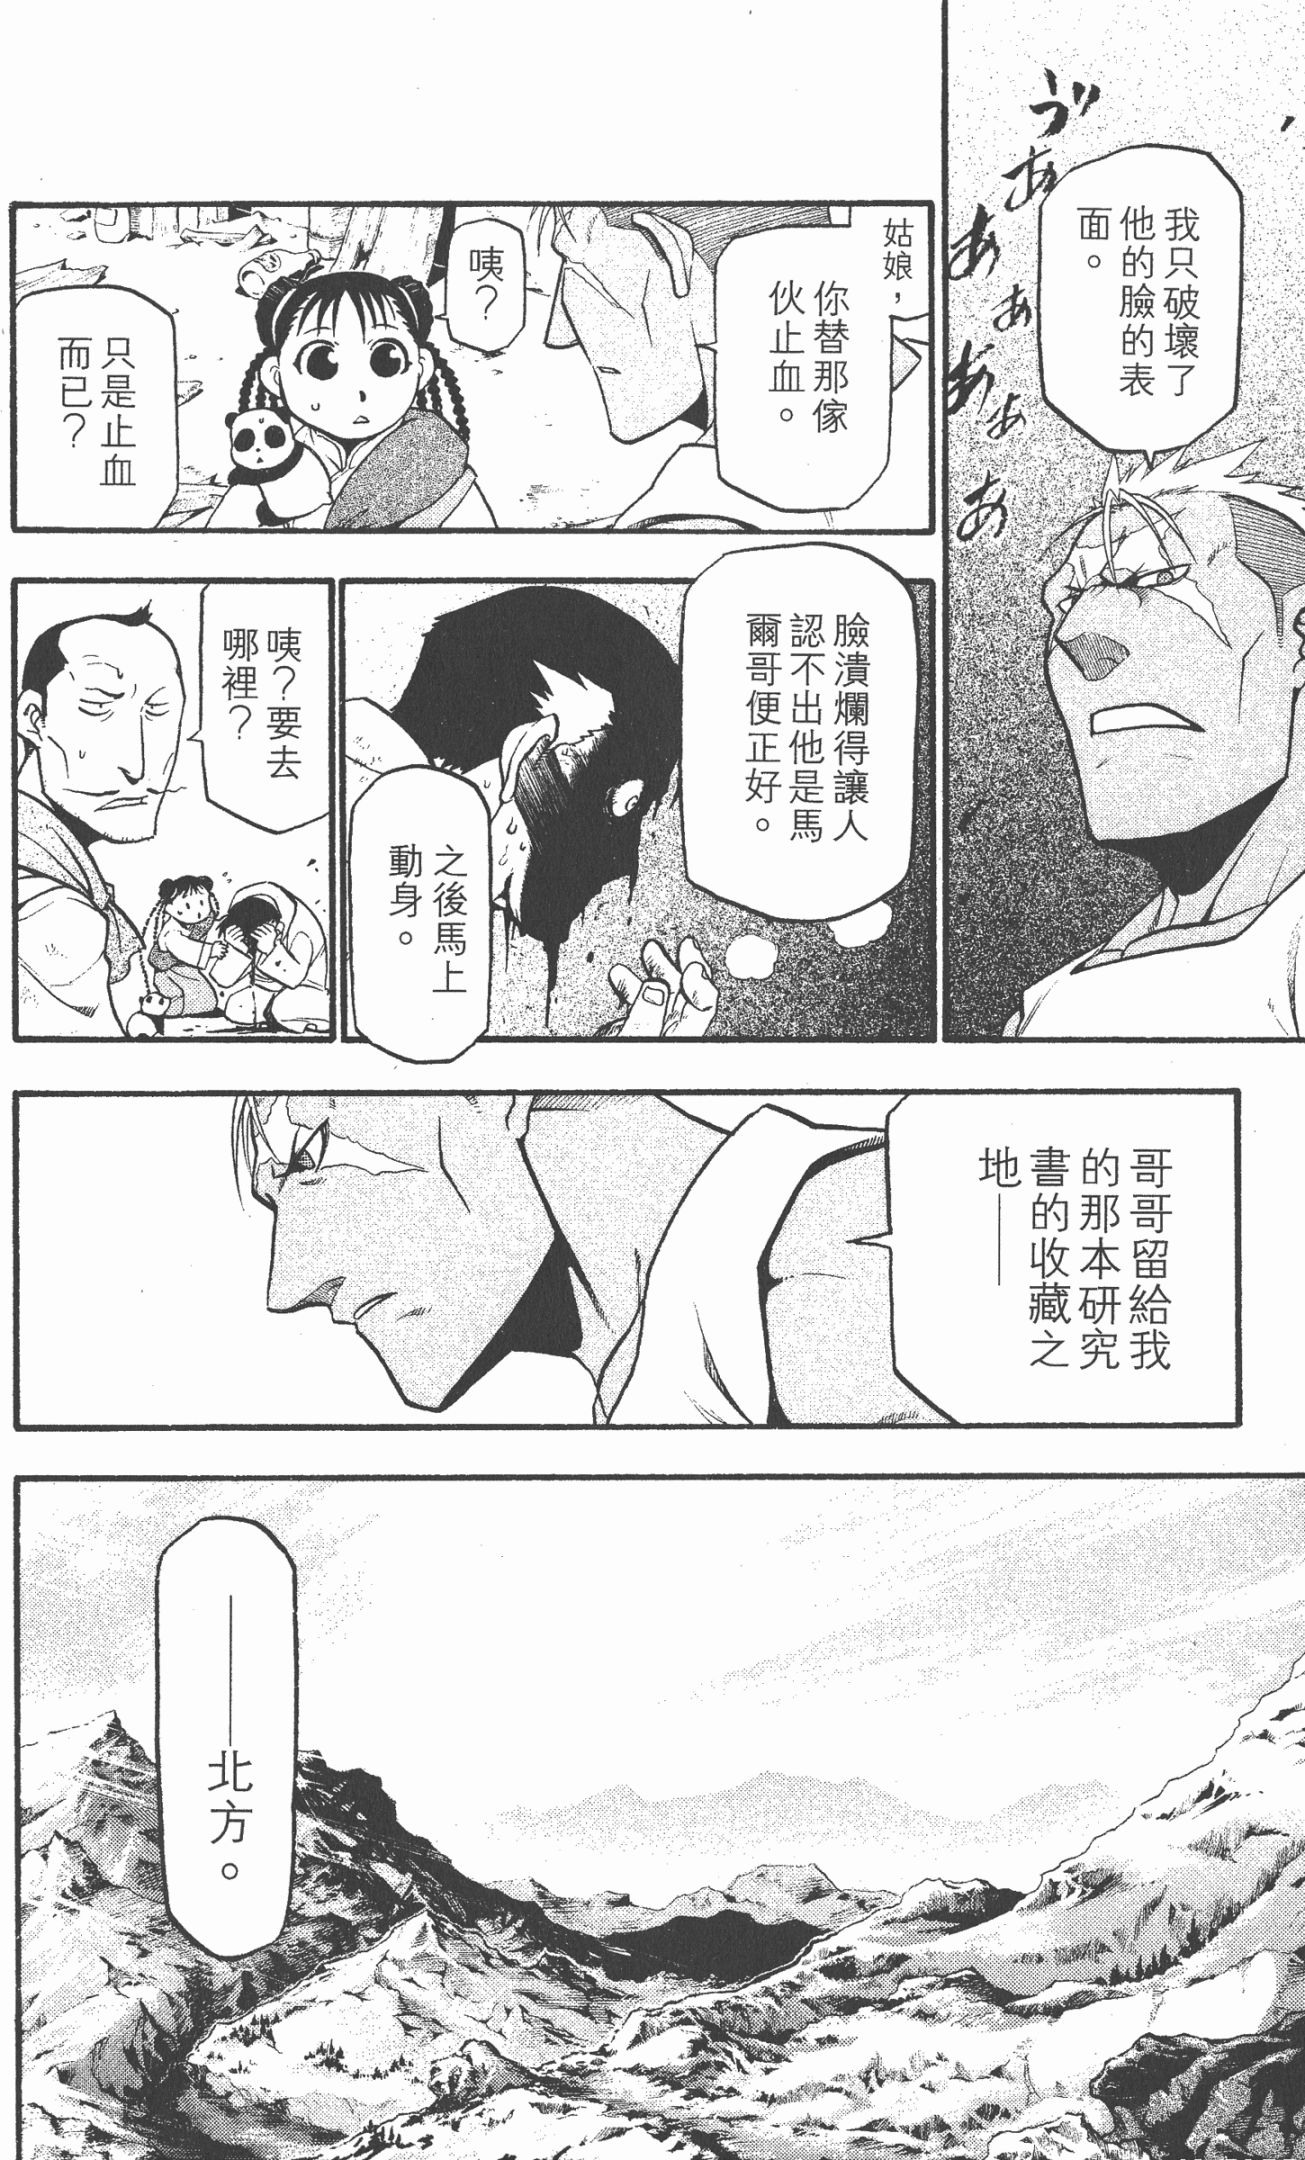 ゔあ゛あ゛あ゛あ゛あ゛あ゛
我只破壞了
他的臉的表
面。
姑娘，
你替那傢
伙止血。
咦？
只是止血
而已？
臉潰爛得讓人
認不出他是馬
爾哥便正好。
之後馬上
動身。
咦？要去
哪裡？
哥哥留給我
的那本研究
書的收藏之
地——
——北方。